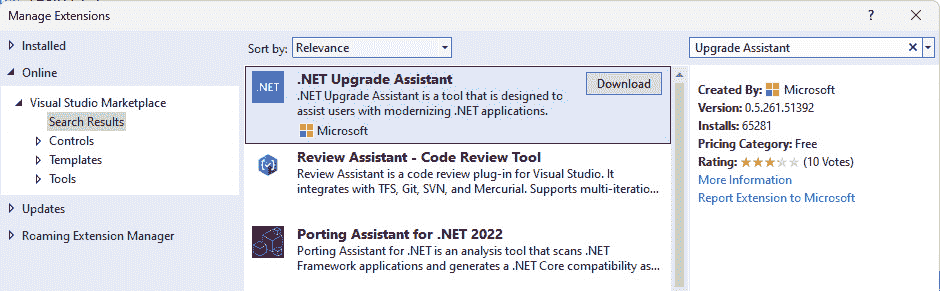 Manage Extensions
?
Installed
Online
Visual Studio Marketplace
Search Results
Controls
Templates
Tools
Updates
Roaming Extension Manager
Sort by: Relevance
.NET
.NET Upgrade Assistant
Download
.NET Upgrade Assistant is a tool that is designed to
assist users with modernizing .NET applications.
Microsoft
Review Assistant - Code Review Tool
Review Assistant is a code review plug-in for Visual Studio. It
integrates with TFS, Git, SVN, and Mercurial. Supports multi-iteratio...
Porting Assistant for .NET 2022
Porting Assistant for .NET is an analysis tool that scans .NET
Framework applications and generates a .NET Core compatibility as...
Upgrade Assistant
Created By: Microsoft
Version: 0.5.261.51392
Installs: 65281
Pricing Category: Free
Rating: (10 Votes)
More Information
Report Extension to Microsoft